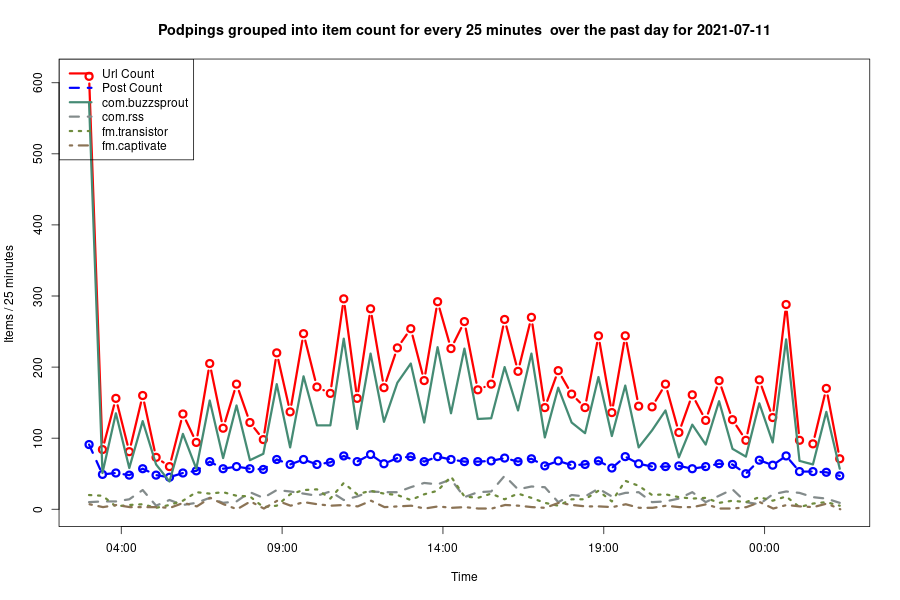 Podpings grouped into item count for every 25 minutes  over the past day for 2021-07-11
Url Count
Post Count
com.buzzsprout
com.rss
fm.transistor
fm.captivate
Items / 25 minutes
600
500
400
300
200
100
0
04:00
09:00
14:00
19:00
00:00
Time